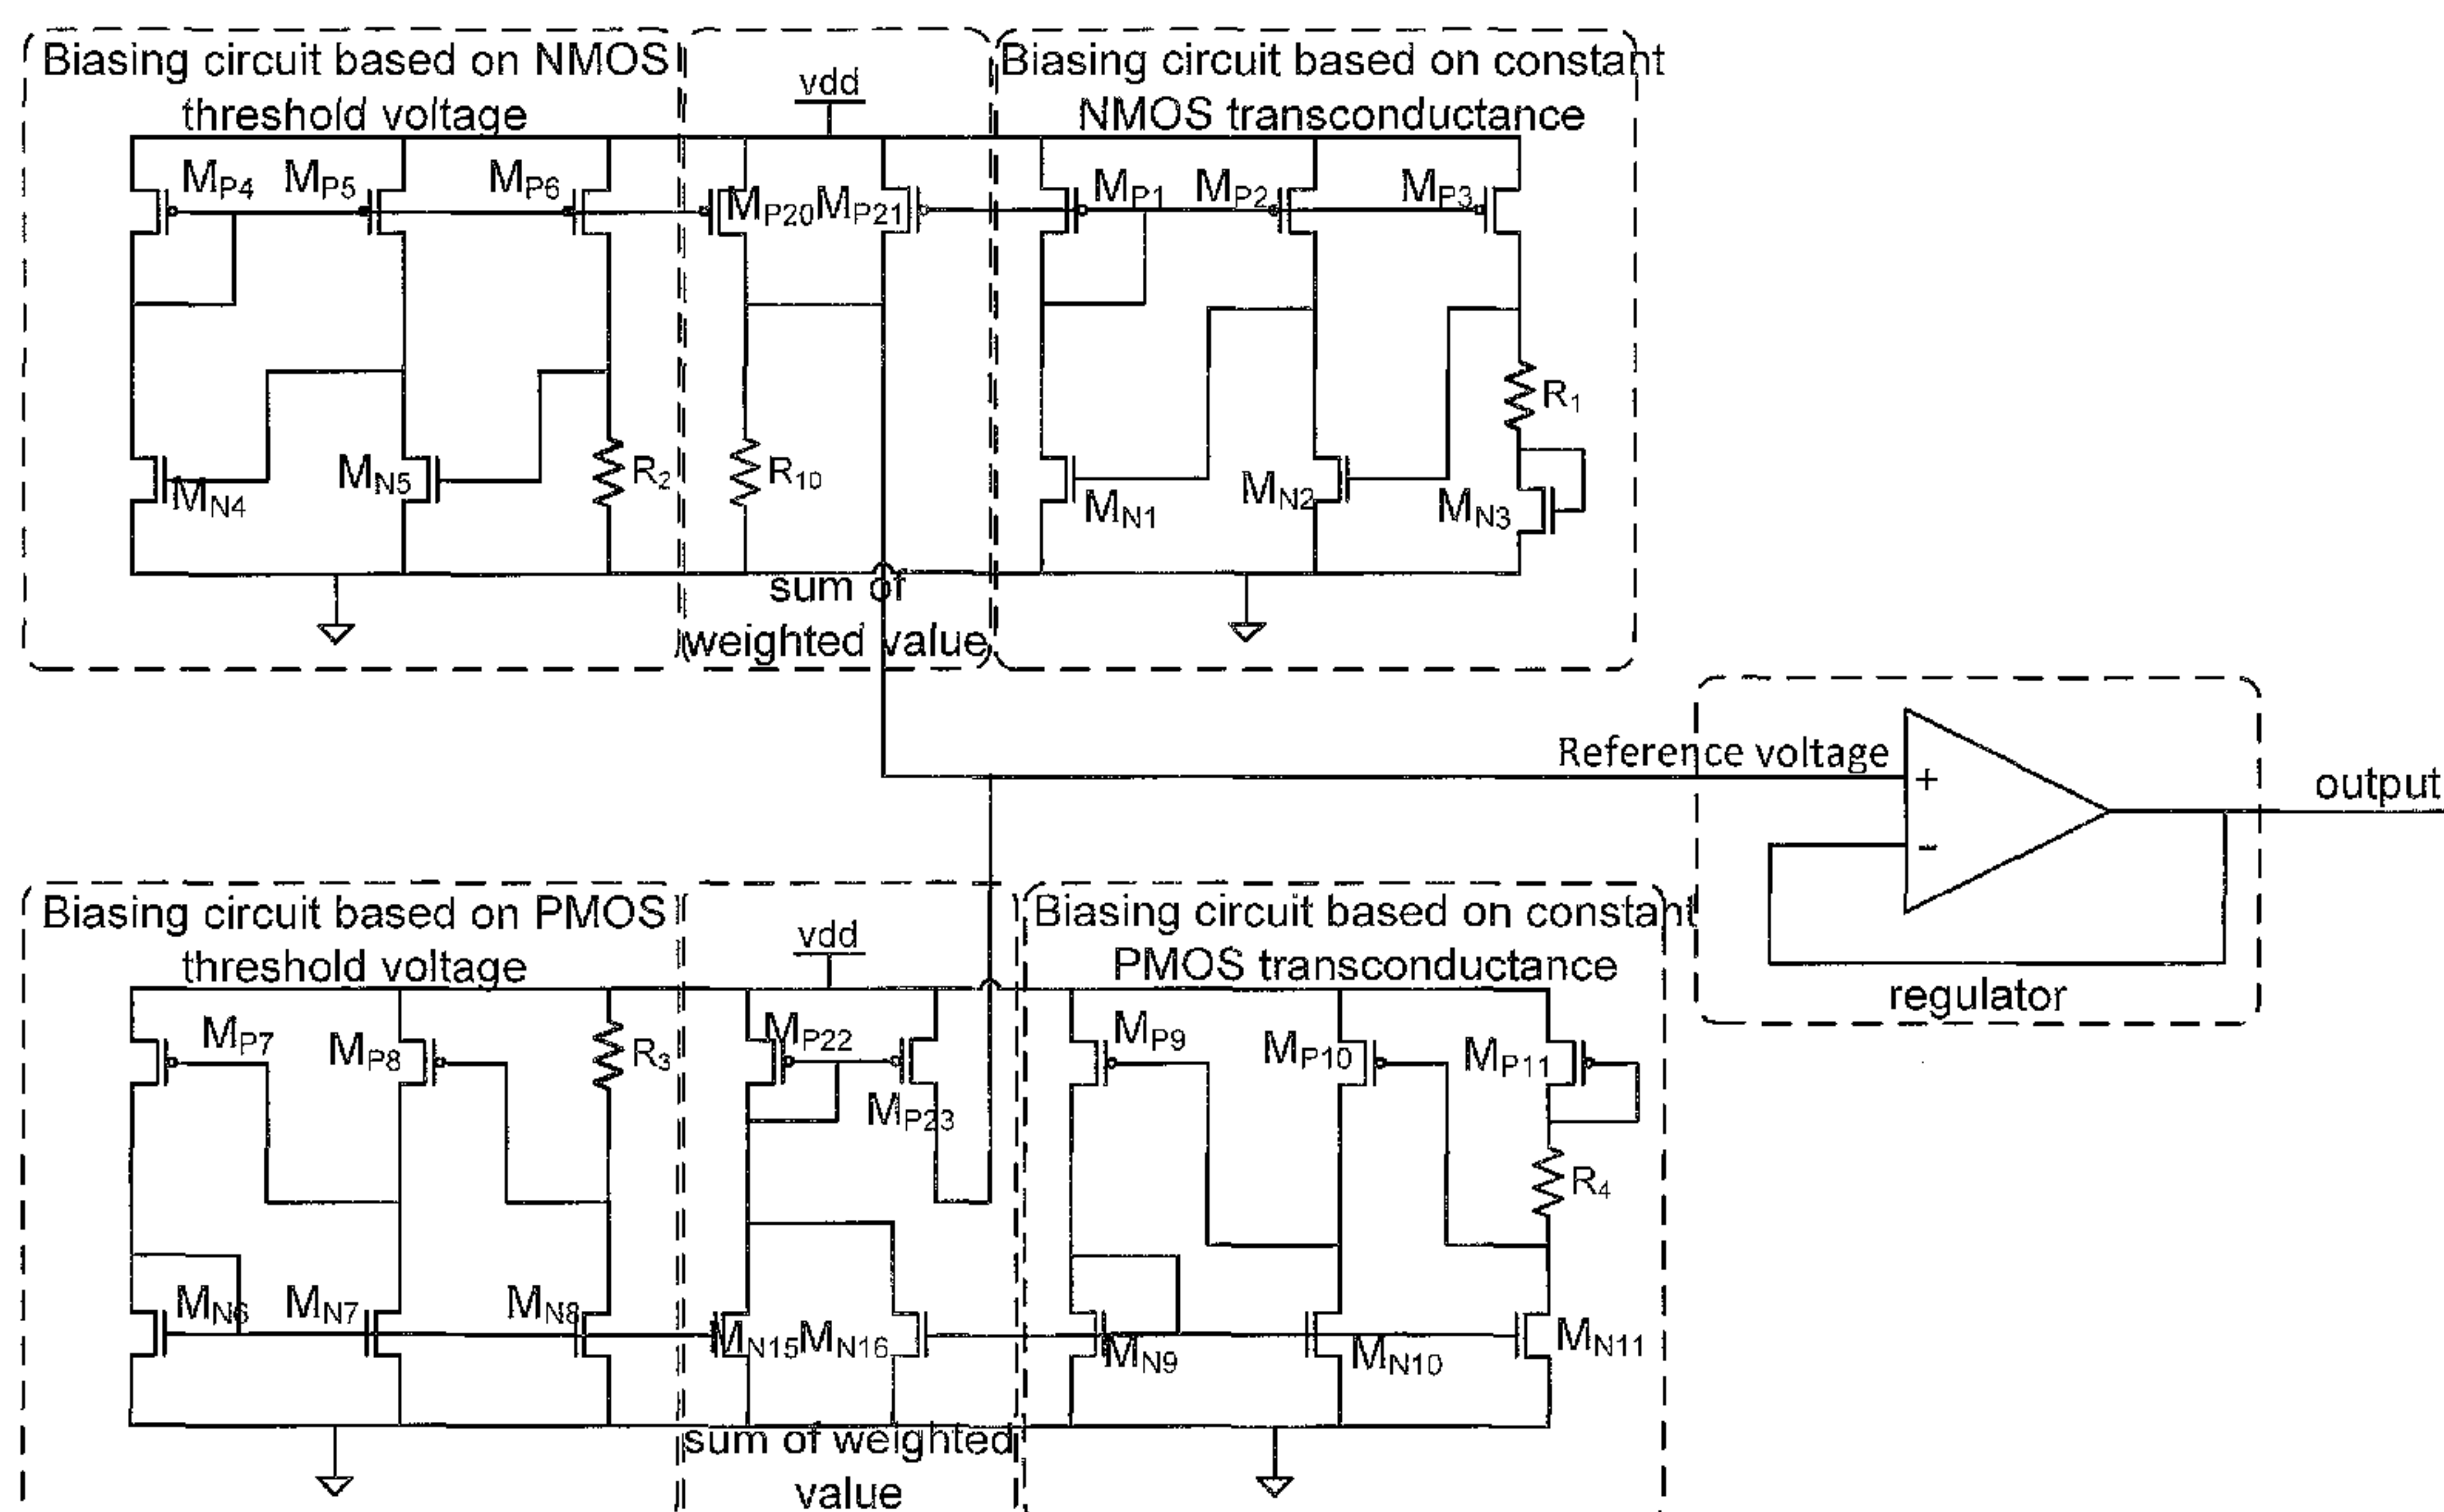 Biasing circuit based on NMOS
threshold voltage
vdd
Biasing circuit based on constant
NMOS transconductance
MP4
MP5
MP6
MP20
MP21
MP1
MP2
MP3
R1
MN4
MN5
R2
R10
MN1
MN2
MN3
sum of
weighted value
Reference voltage
+
-
output
regulator
Biasing circuit based on PMOS
threshold voltage
vdd
Biasing circuit based on constant
PMOS transconductance
MP7
MP8
R3
MP22
MP23
MP9
MP10
MP11
R4
MN6
MN7
MN8
MN15
MN16
MN9
MN10
MN11
sum of weighted
value